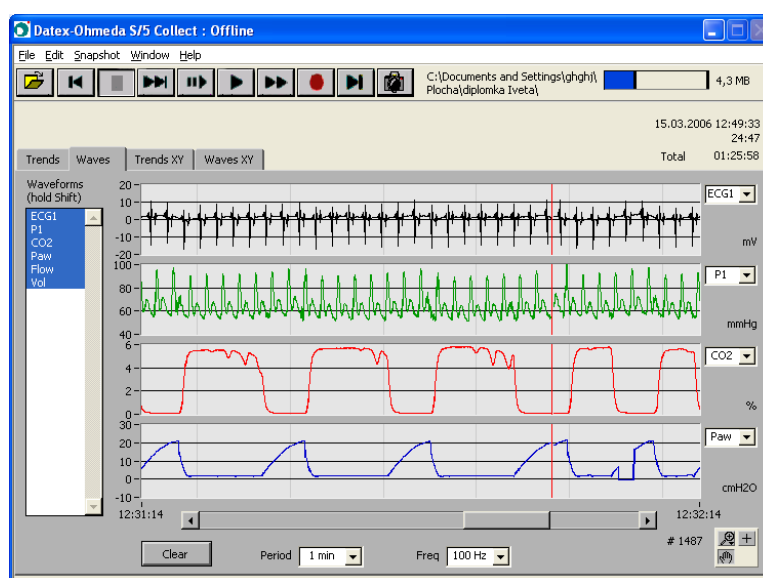 Datex-Ohmeda S/5 Collect : Offline
File Edit Snapshot Window Help
C:\Documents and Settings\ghghj\
Plocha\diplomka Iveta\
4,3 MB
15.03.2006 12:49:33
24:47
Trends Waves Trends XY Waves XY
Total 01:25:58
Waveforms
(hold Shift)
ECG1
P1
CO2
Paw
Flow
Vol
20
10
0
-10
-20
ECG1
mV
100
80
60
40
P1
mmHg
6
4
2
0
CO2
%
30
20
10
0
-10
Paw
cmH2O
12:31:14 12:32:14
# 1487
Clear Period 1 min Freq 100 Hz